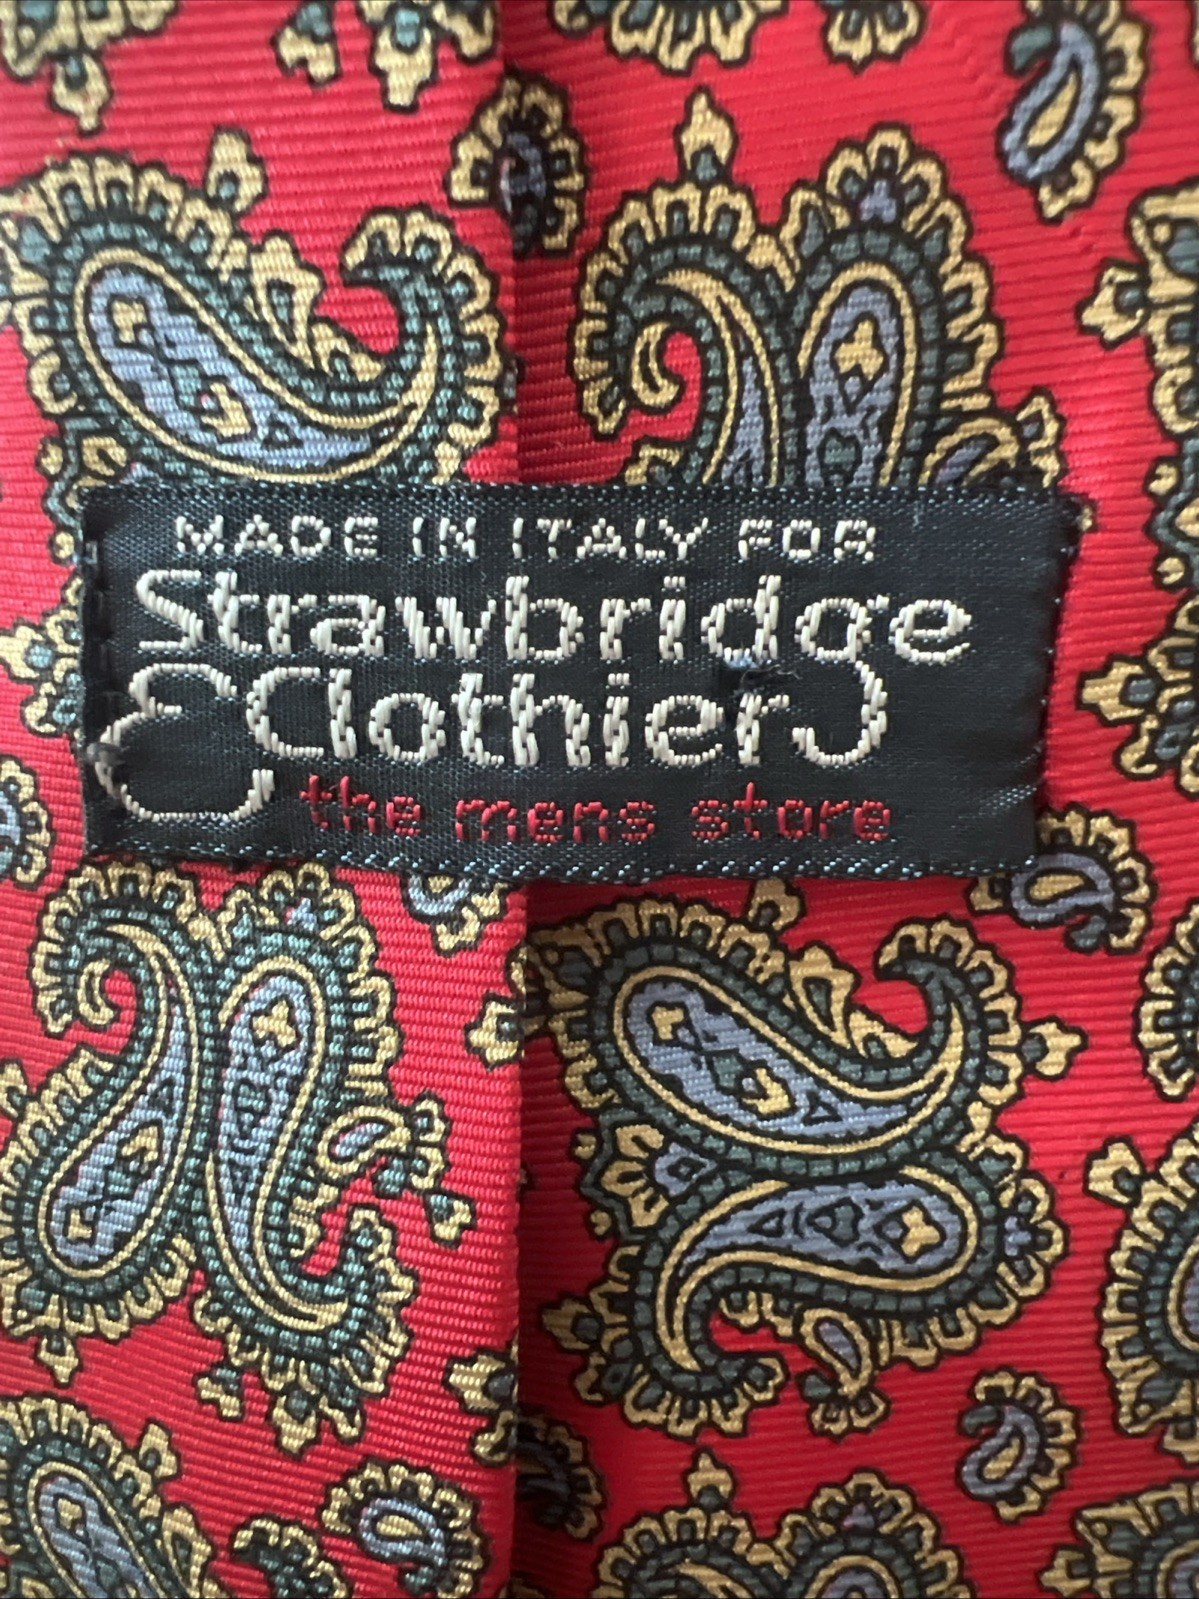 MADE IN ITALY FOR
Strawbridge
& Clothier
the mens store